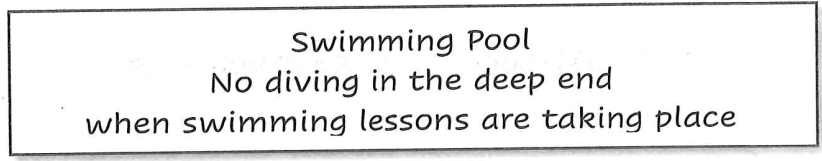 Swimming Pool
No diving in the deep end
when swimming lessons are taking place